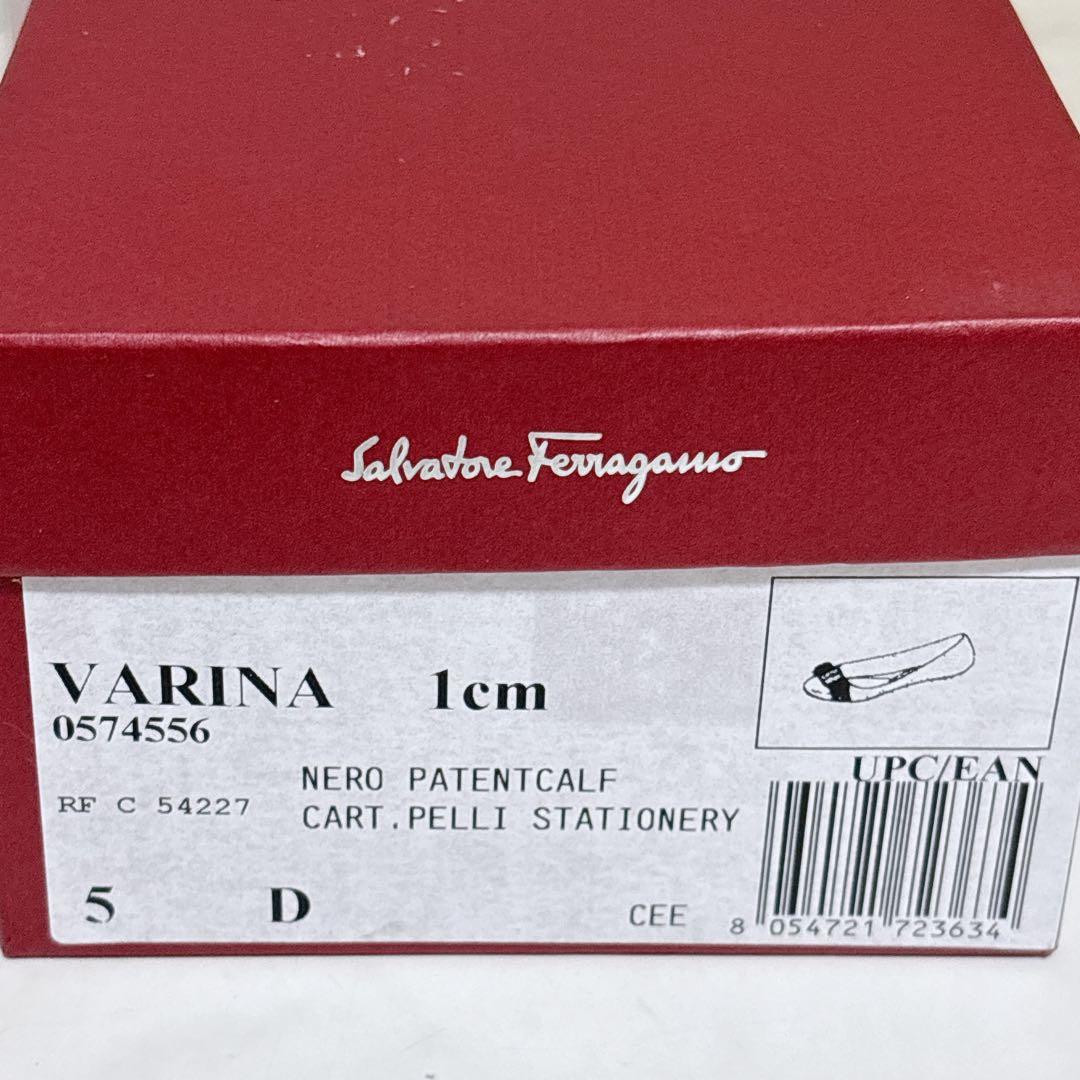 Salvatore Ferragamo
VARINA 1cm
0574556
NERO PATENTCALF
RF C 54227
CART.PELLI STATIONERY
UPC/EAN
5 D
CEE
8 054721 723634